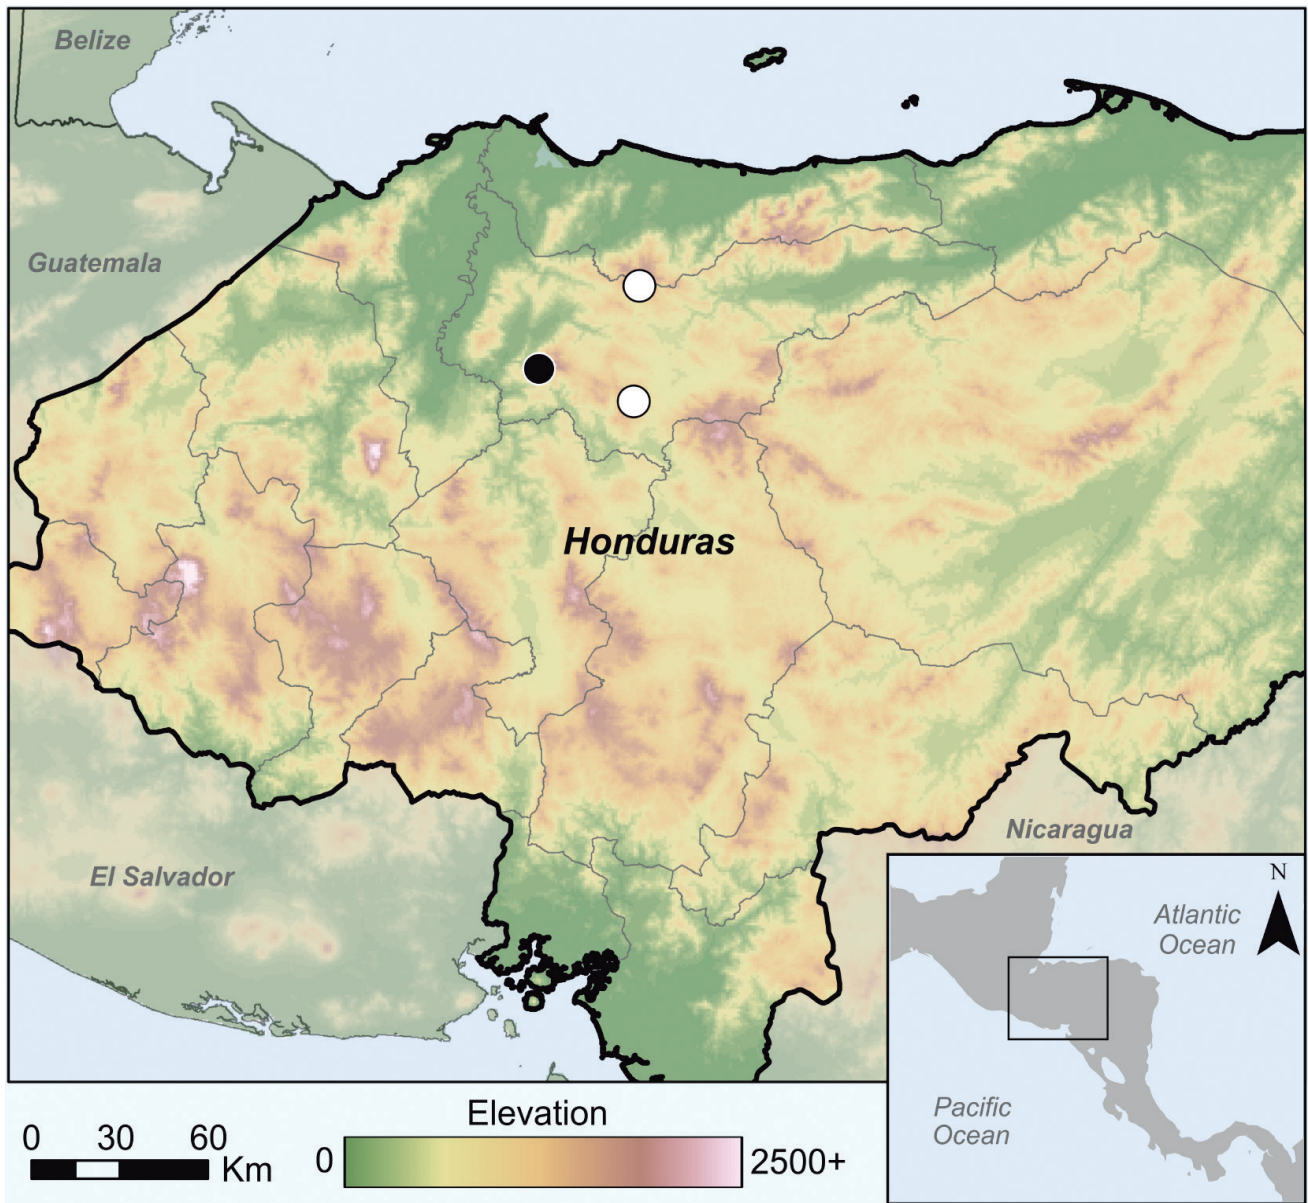 Belize
Guatemala
Honduras
El Salvador
Nicaragua
N
Atlantic
Ocean
Pacific
Ocean
Elevation
0 30 60
Km
0
2500+